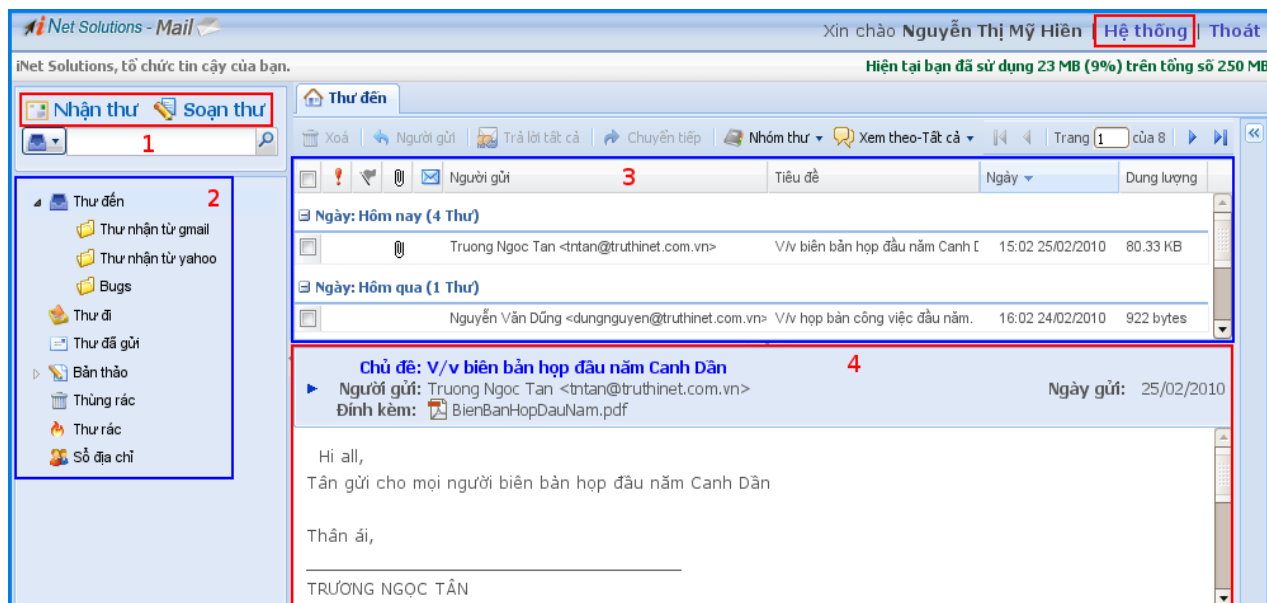 iNet Solutions - Mail
Xin chào Nguyễn Thị Mỹ Hiền | Hệ thống | Thoát
iNet Solutions, tổ chức tin cậy của bạn.
Hiện tại bạn đã sử dụng 23 MB (9%) trên tổng số 250 MB
Nhận thư Soạn thư
1
2
Thư đến
Thư nhận từ gmail
Thư nhận từ yahoo
Bugs
Thư đi
Thư đã gửi
Bản thảo
Thùng rác
Thư rác
Sổ địa chỉ
Thư đến
Xoá Người gửi Trả lời tất cả Chuyển tiếp Nhóm thư Xem theo-Tất cả Trang 1 của 8
Người gửi 3 Tiêu đề Ngày Dung lượng
Ngày: Hôm nay (4 Thư)
Truong Ngoc Tan <tntan@truthinet.com.vn> V/v biên bản họp đầu năm Canh D 15:02 25/02/2010 80.33 KB
Ngày: Hôm qua (1 Thư)
Nguyễn Văn Dũng <dungnguyen@truthinet.com.vn> V/v họp bàn công việc đầu năm. 16:02 24/02/2010 922 bytes
4
Chủ đề: V/v biên bản họp đầu năm Canh Dần
Người gửi: Truong Ngoc Tan <tntan@truthinet.com.vn> Ngày gửi: 25/02/2010
Đính kèm: BienBanHopDauNam.pdf
Hi all,
Tân gửi cho mọi người biên bản họp đầu năm Canh Dần
Thân ái,
TRƯƠNG NGỌC TÂN